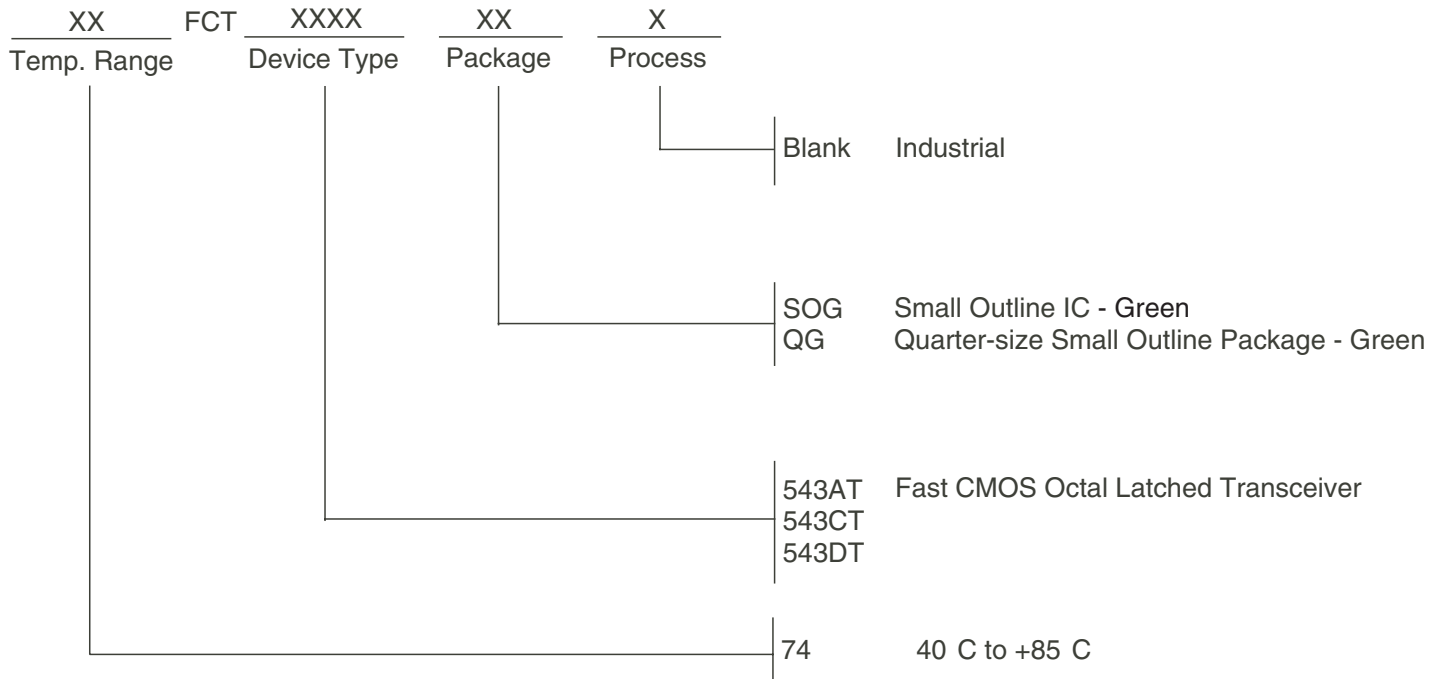 XX FCT XXXX XX X
Temp. Range Device Type Package Process
Blank Industrial
SOG Small Outline IC - Green
QG Quarter-size Small Outline Package - Green
543AT Fast CMOS Octal Latched Transceiver
543CT
543DT
74 40 C to +85 C